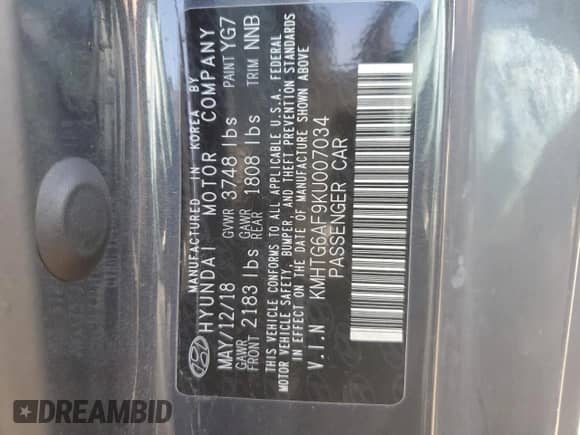 MANUFACTURED IN KOREA BY
HYUNDAI MOTOR COMPANY
MAY/12/18 GVWR 3748 lbs PAINT YG7
GAWR FRONT 2183 lbs GAWR REAR 1808 lbs TRIM NNB
THIS VEHICLE CONFORMS TO ALL APPLICABLE U.S.A. FEDERAL
MOTOR VEHICLE SAFETY, BUMPER, AND THEFT PREVENTION STANDARDS
IN EFFECT ON THE DATE OF MANUFACTURE SHOWN ABOVE
V.I.N KMHTG6AF9KU007034
PASSENGER CAR
DREAMBID